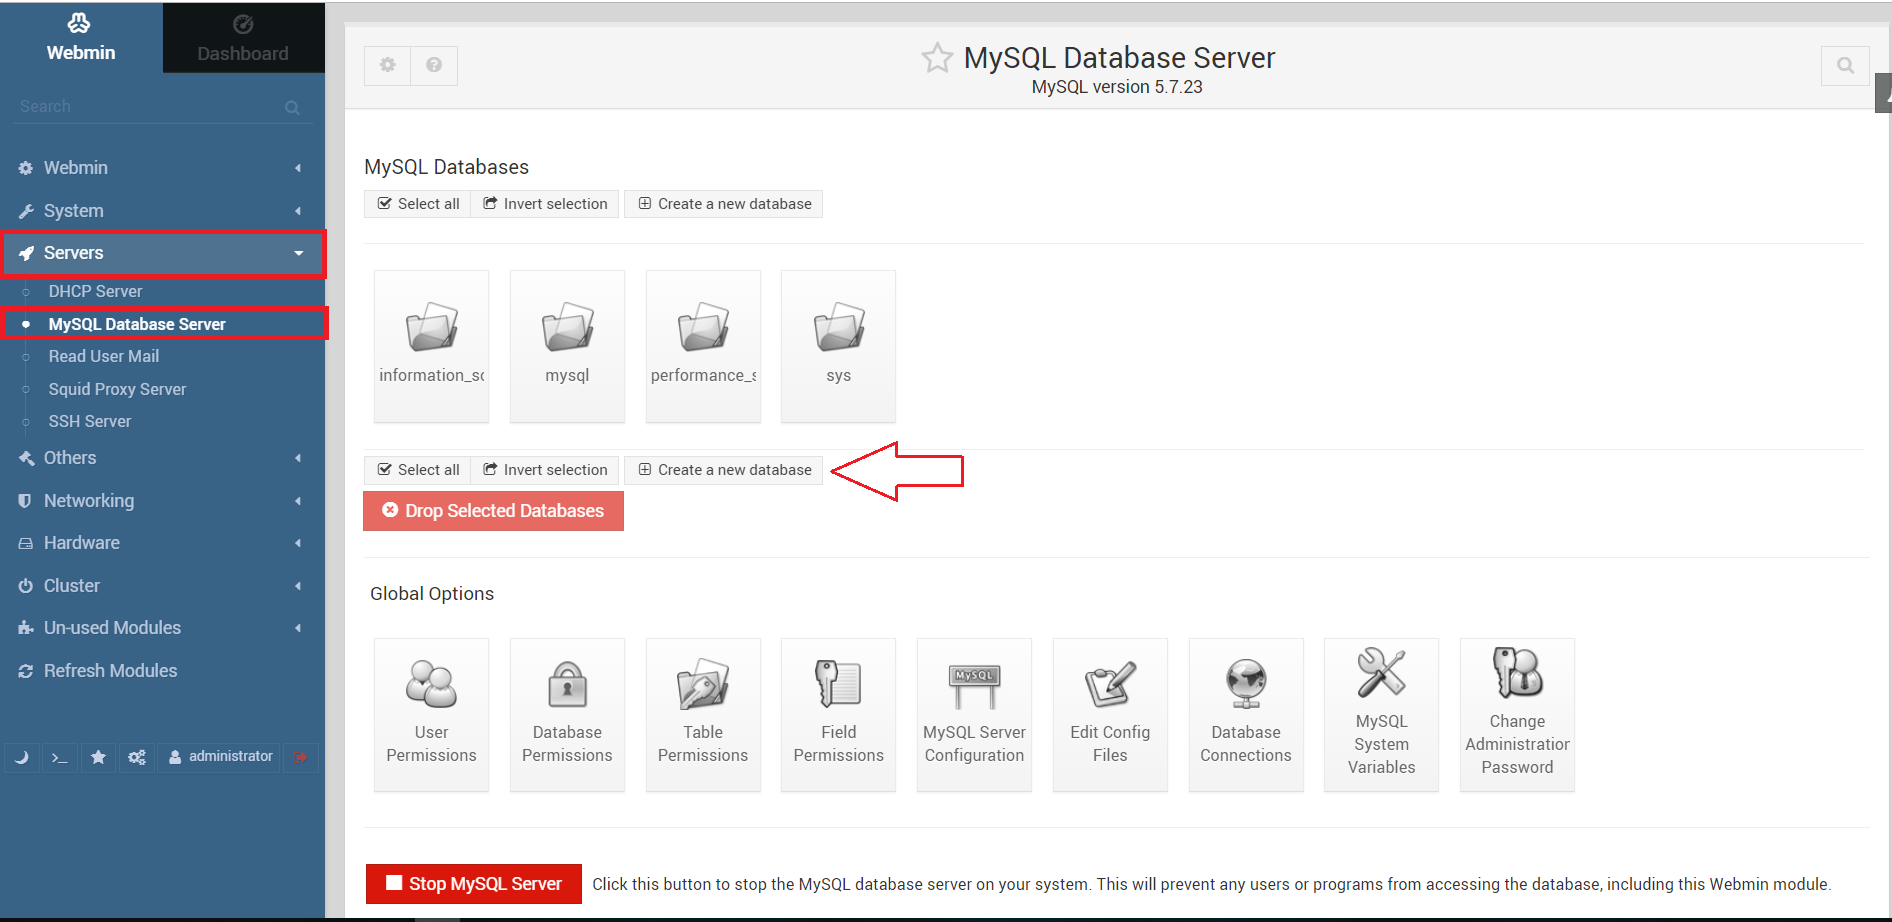 Webmin
Dashboard
Search
Webmin
System
Servers
DHCP Server
MySQL Database Server
Read User Mail
Squid Proxy Server
SSH Server
Others
Networking
Hardware
Cluster
Un-used Modules
Refresh Modules
administrator
MySQL Database Server
MySQL version 5.7.23
MySQL Databases
Select all Invert selection Create a new database
information_sc mysql performance_s sys
Select all Invert selection Create a new database
Drop Selected Databases
Global Options
User
Permissions
Database
Permissions
Table
Permissions
Field
Permissions
MySQL
MySQL Server
Configuration
Edit Config
Files
Database
Connections
MySQL
System
Variables
Change
Administration
Password
Stop MySQL Server Click this button to stop the MySQL database server on your system. This will prevent any users or programs from accessing the database, including this Webmin module.